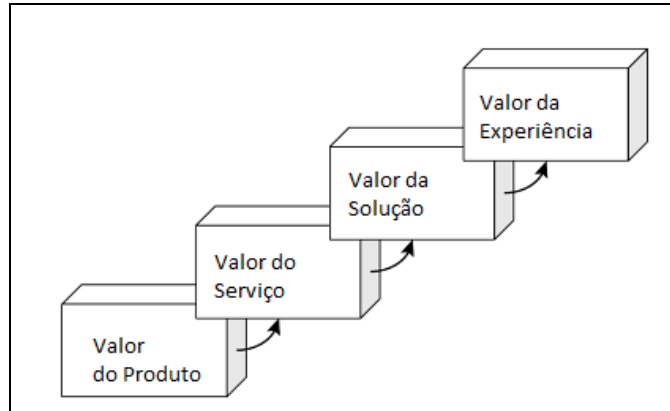 Valor da
Experiência
Valor da
Solução
Valor do
Serviço
Valor
do Produto